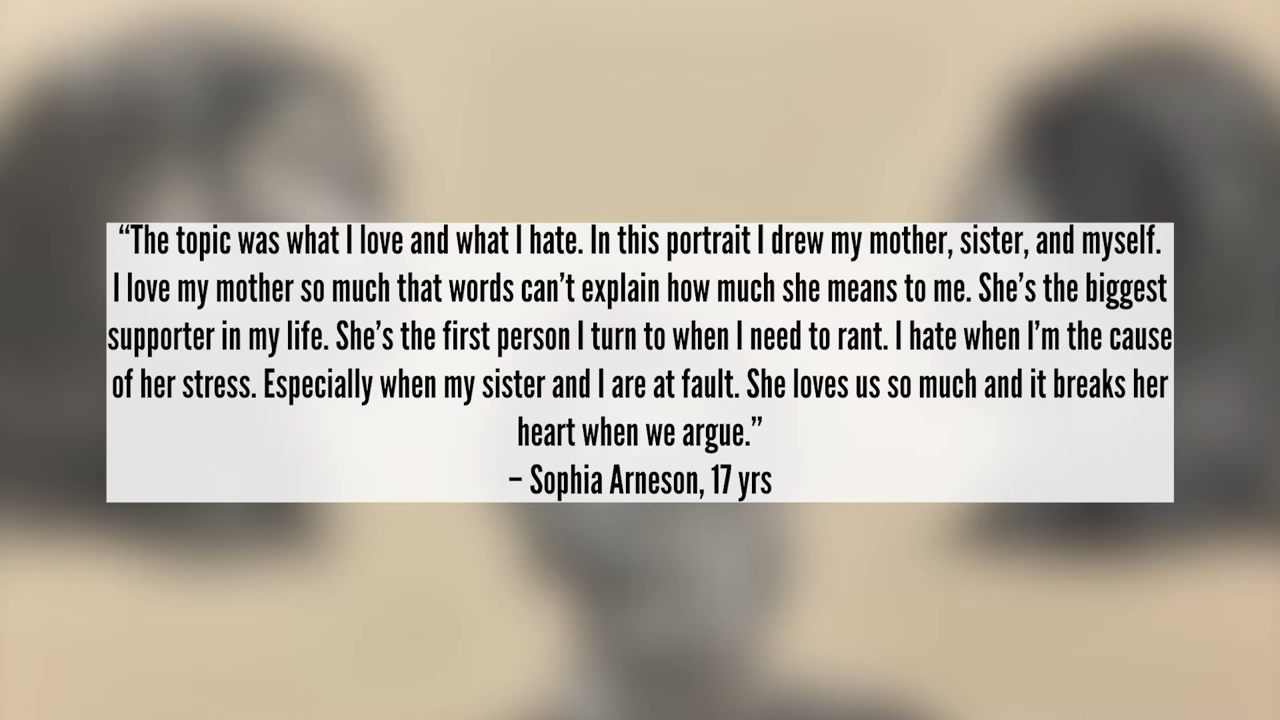 “The topic was what I love and what I hate. In this portrait I drew my mother, sister, and myself.
I love my mother so much that words can’t explain how much she means to me. She’s the biggest
supporter in my life. She’s the first person I turn to when I need to rant. I hate when I’m the cause
of her stress. Especially when my sister and I are at fault. She loves us so much and it breaks her
heart when we argue.”
– Sophia Arneson, 17 yrs